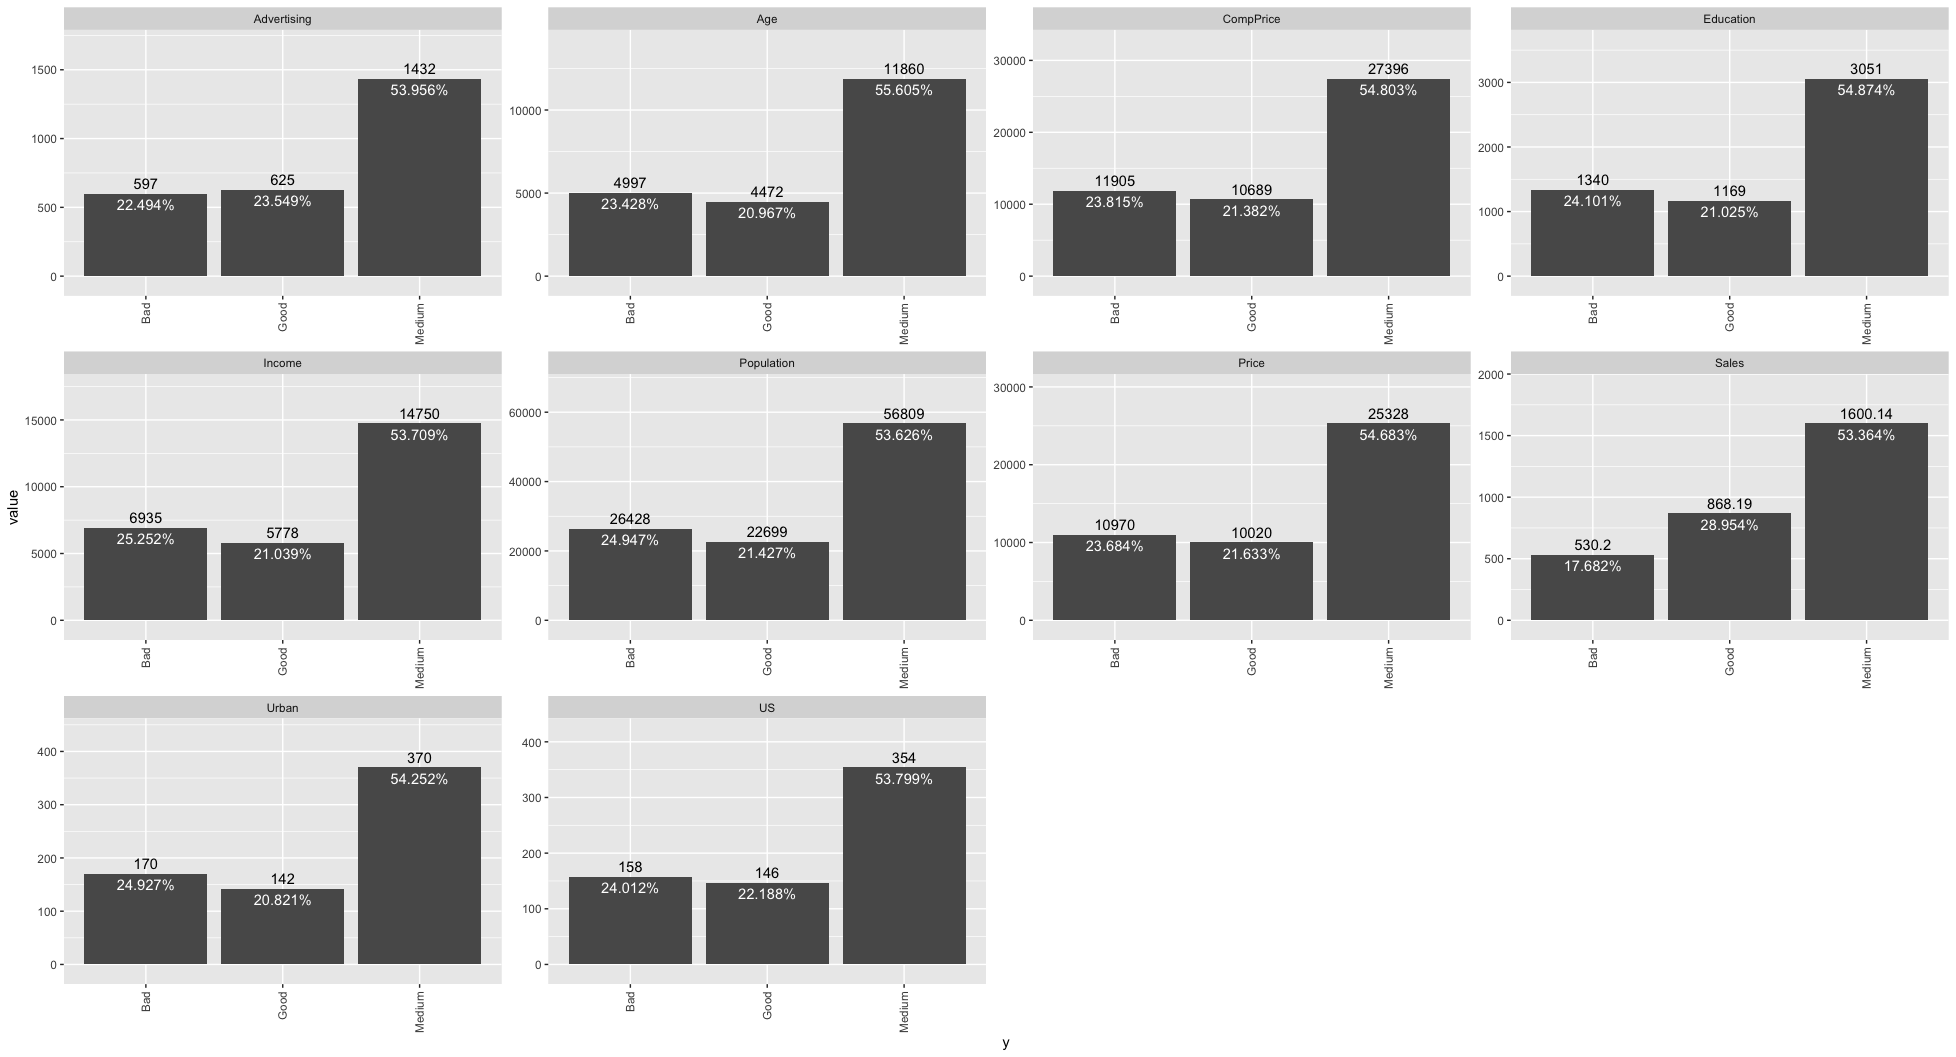 Advertising
1500
1000
500
0
597
22.494%
625
23.549%
1432
53.956%
Bad
Good
Medium
Age
10000
5000
0
4997
23.428%
4472
20.967%
11860
55.605%
Bad
Good
Medium
CompPrice
30000
20000
10000
0
11905
23.815%
10689
21.382%
27396
54.803%
Bad
Good
Medium
Education
3000
2000
1000
0
1340
24.101%
1169
21.025%
3051
54.874%
Bad
Good
Medium
value
Income
15000
10000
5000
0
6935
25.252%
5778
21.039%
14750
53.709%
Bad
Good
Medium
Population
60000
40000
20000
0
26428
24.947%
22699
21.427%
56809
53.626%
Bad
Good
Medium
Price
30000
20000
10000
0
10970
23.684%
10020
21.633%
25328
54.683%
Bad
Good
Medium
Sales
2000
1500
1000
500
0
530.2
17.682%
868.19
28.954%
1600.14
53.364%
Bad
Good
Medium
Urban
400
300
200
100
0
170
24.927%
142
20.821%
370
54.252%
Bad
Good
Medium
US
400
300
200
100
0
158
24.012%
146
22.188%
354
53.799%
Bad
Good
Medium
y